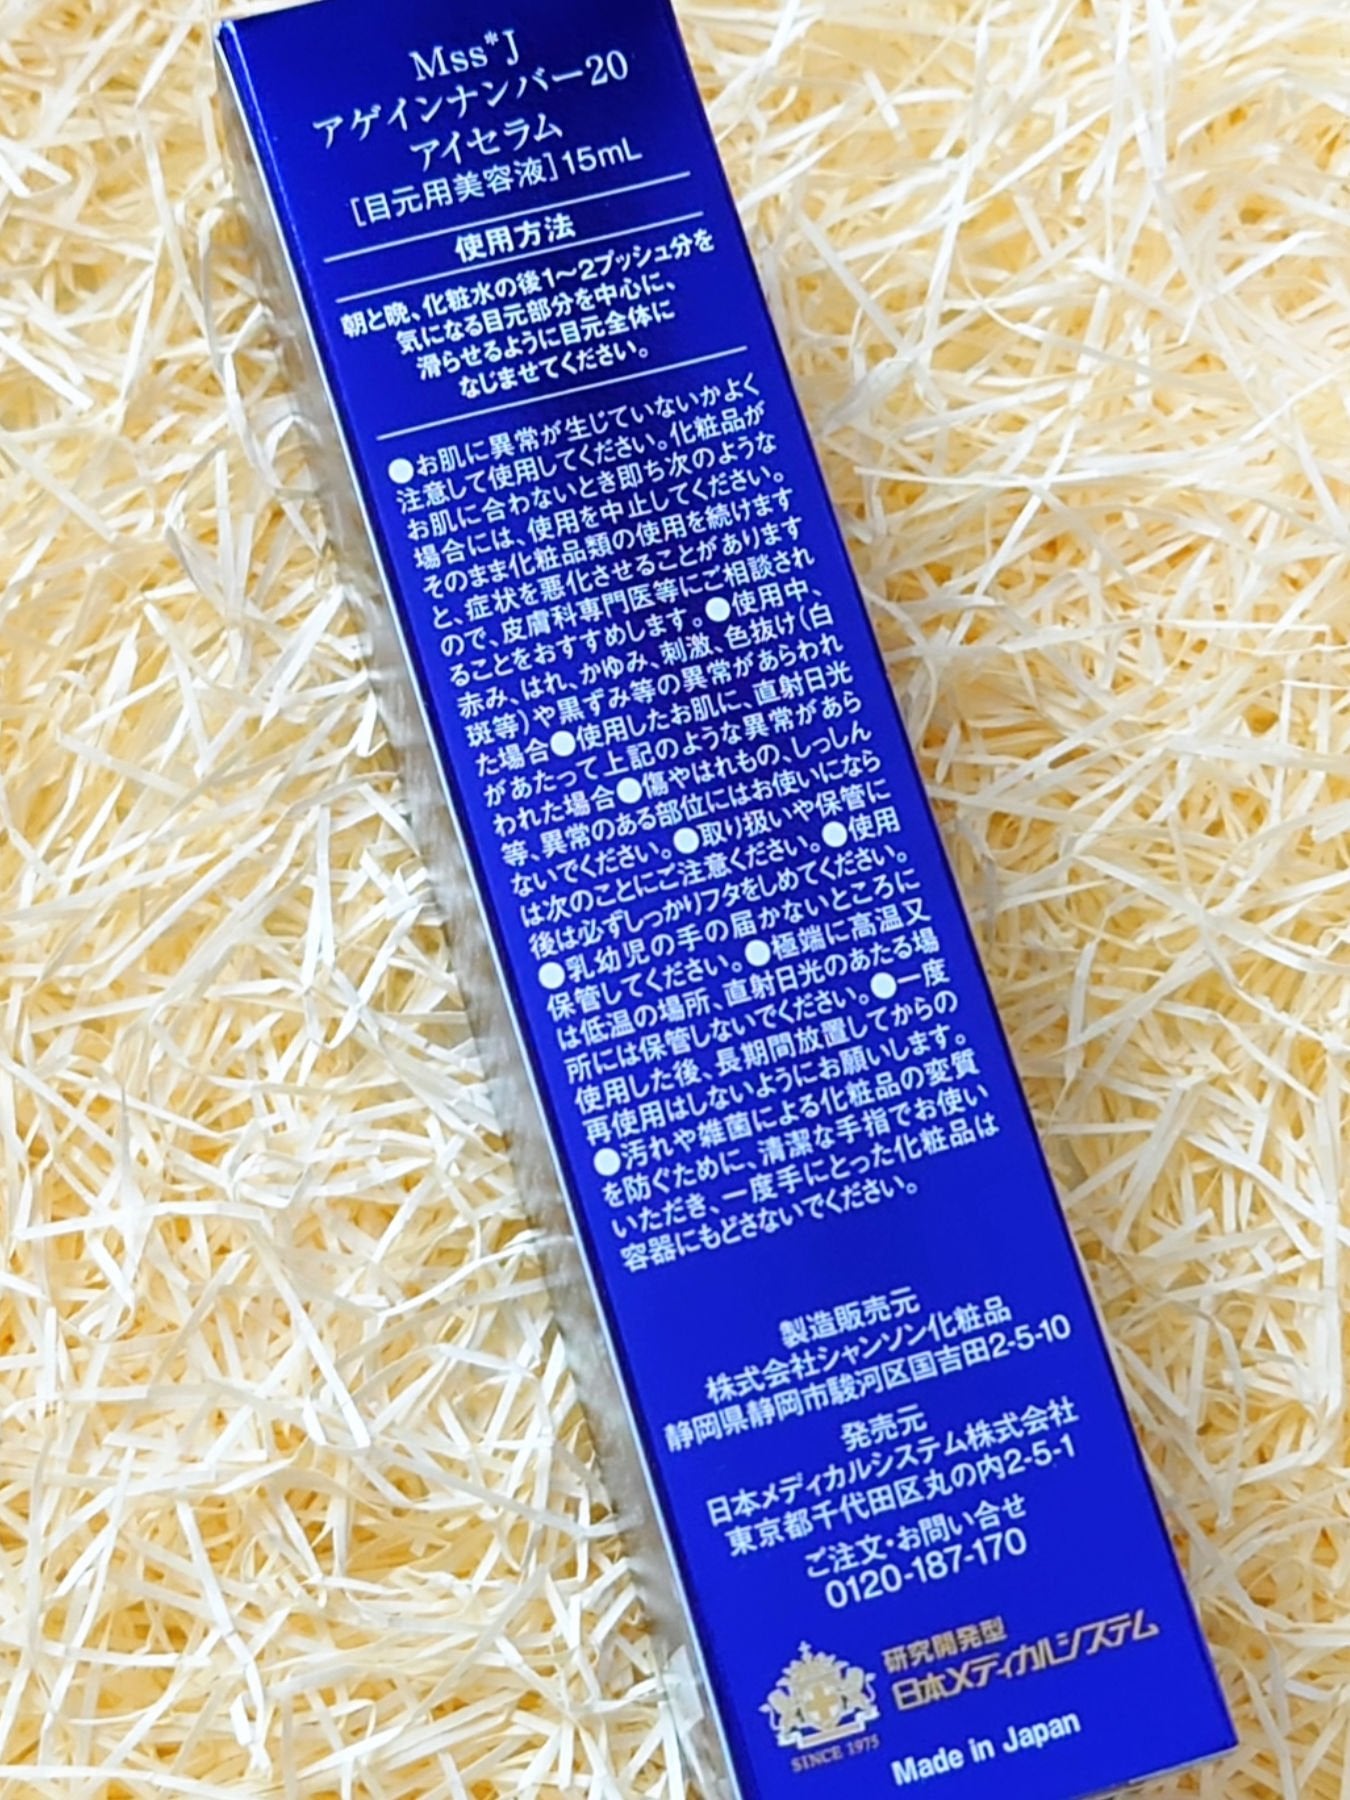 Mss*J
アゲインナンバー20
アイセラム
[目元用美容液]15mL
使用方法
朝と晩、化粧水の後1〜2プッシュ分を
気になる目元部分を中心に、
滑らせるように目元全体に
なじませてください。
●お肌に異常が生じていないかよく
注意して使用してください。化粧品が
お肌に合わないとき即ち次のような
場合には、使用を中止してください。
そのまま化粧品類の使用を続けます
と、症状を悪化させることがあります
ので、皮膚科専門医等にご相談され
ることをおすすめします。●使用中、
赤み、はれ、かゆみ、刺激、色抜け(白
斑等)や黒ずみ等の異常があらわれ
た場合●使用したお肌に、直射日光
があたって上記のような異常があら
われた場合●傷やはれもの、しっしん
等、異常のある部位にはお使いになら
ないでください。●取り扱いや保管に
は次のことにご注意ください。●使用
後は必ずしっかりフタをしめてください。
●乳幼児の手の届かないところに
保管してください。●極端に高温又
は低温の場所、直射日光のあたる場
所には保管しないでください。●一度
使用した後、長期間放置してからの
再使用はしないようにお願いします。
●汚れや雑菌による化粧品の変質
を防ぐために、清潔な手指でお使い
いただき、一度手にとった化粧品は
容器にもどさないでください。
製造販売元
株式会社シャンソン化粧品
静岡県静岡市駿河区国吉田2-5-10
発売元
日本メディカルシステム株式会社
東京都千代田区丸の内2-5-1
ご注文・お問い合せ
0120-187-170
研究開発型
日本メディカルシステム
SINCE 1975
Made in Japan